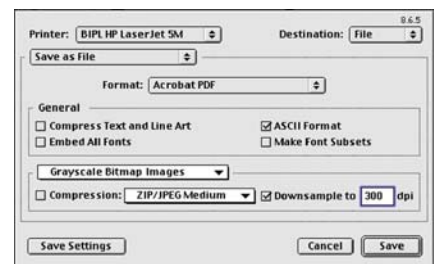 8.6.5
Printer: BIPL HP LaserJet 5M Destination: File
Save as File
Format: Acrobat PDF
General
Compress Text and Line Art ASCII Format
Embed All Fonts Make Font Subsets
Grayscale Bitmap Images
Compression: ZIP/JPEG Medium Downsample to 300 dpi
Save Settings Cancel Save